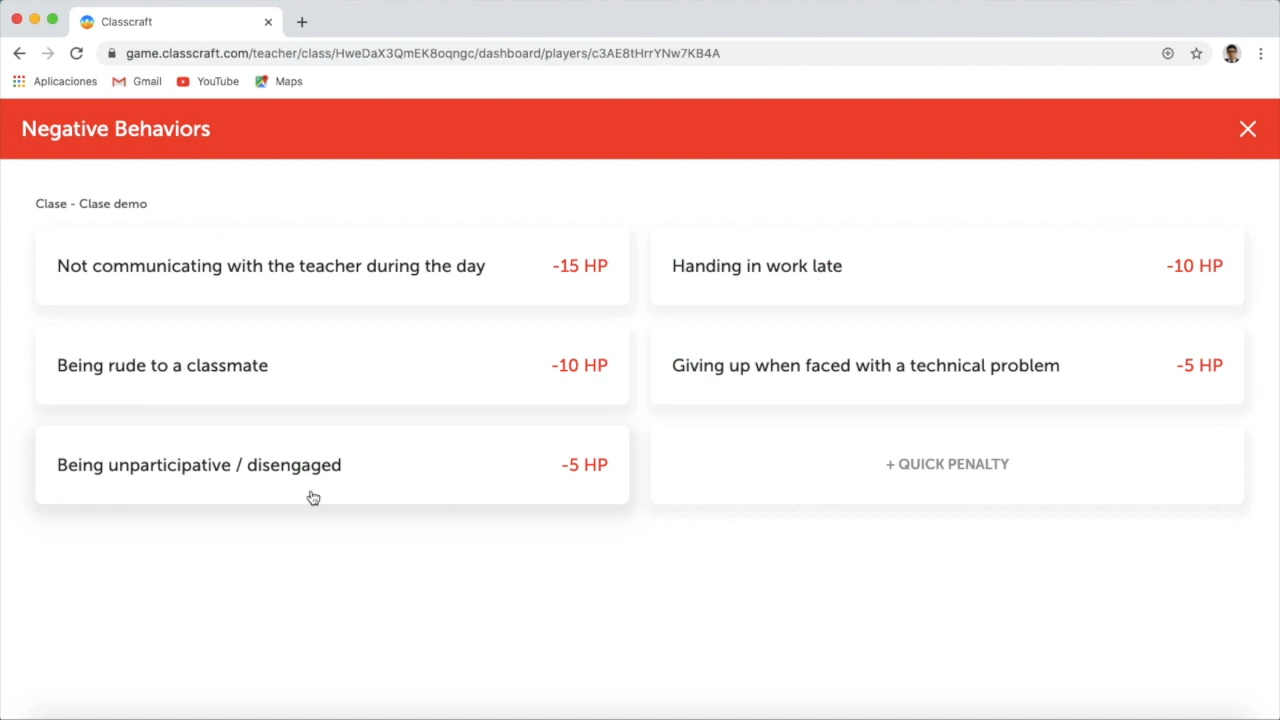 Classcraft
game.classcraft.com/teacher/class/HweDaX3QmEK8oqngc/dashboard/players/c3AE8tHrrYNw7KB4A
Aplicaciones Gmail YouTube Maps
Negative Behaviors
Clase - Clase demo
Not communicating with the teacher during the day -15 HP
Handing in work late -10 HP
Being rude to a classmate -10 HP
Giving up when faced with a technical problem -5 HP
Being unparticipative / disengaged -5 HP
+ QUICK PENALTY